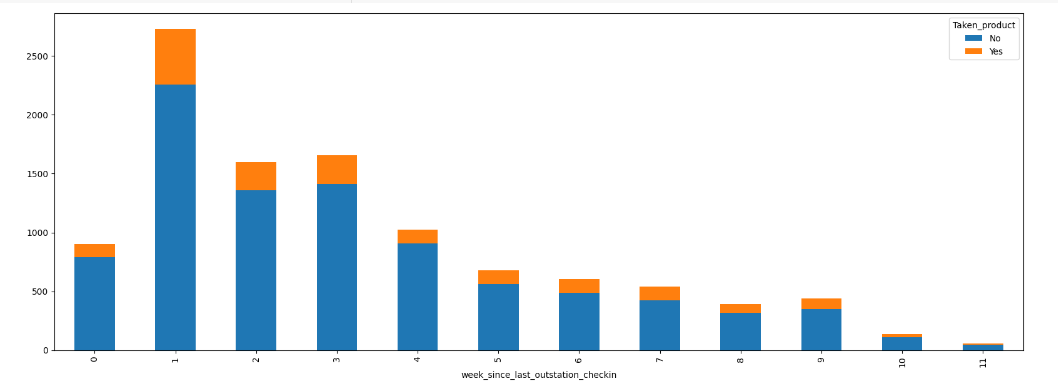 Taken_product
No
Yes
2500
2000
1500
1000
500
0
0 1 2 3 4 5 6 7 8 9 10 11
week_since_last_outstation_checkin